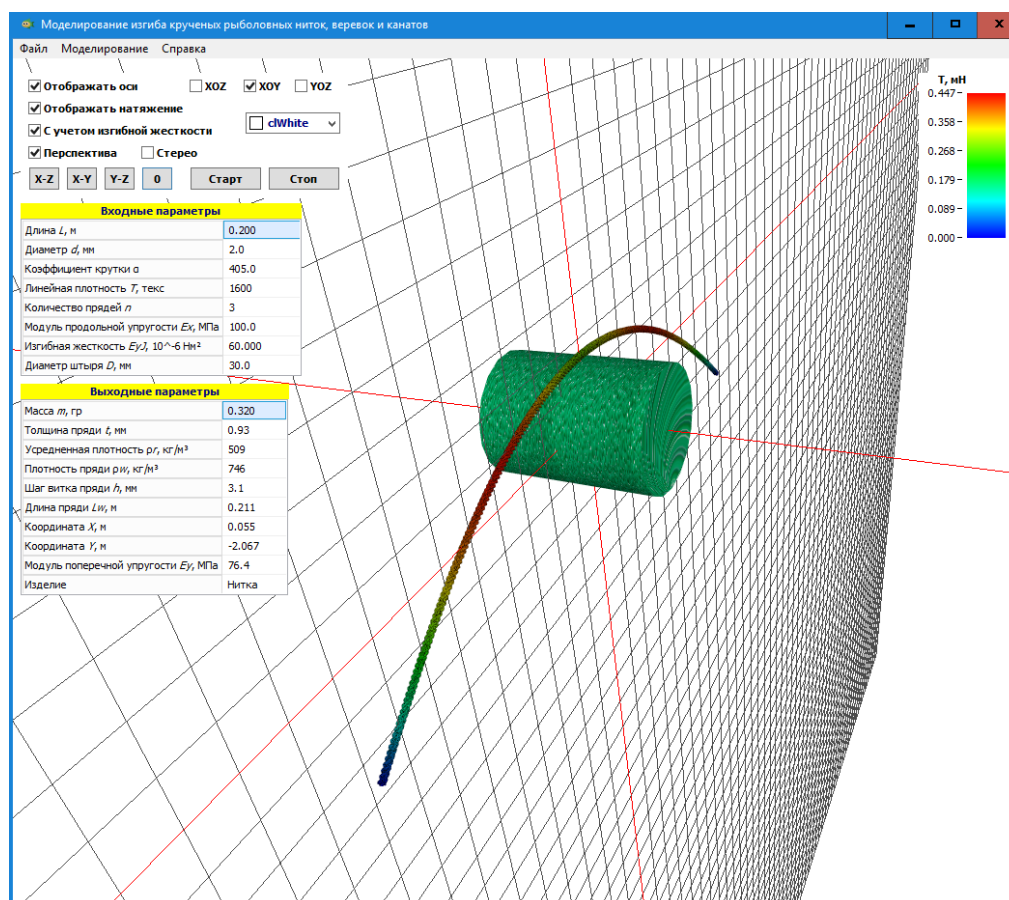 Моделирование изгиба крученых рыболовных ниток, веревок и канатов
Файл Моделирование Справка
Отображать оси XOZ XOY YOZ
Отображать натяжение
С учетом изгибной жесткости clWhite
Перспектива Стерео
X-Z X-Y Y-Z 0 Старт Стоп
Входные параметры
Длина L, м 0.200
Диаметр d, мм 2.0
Коэффициент крутки α 405.0
Линейная плотность T, текс 1600
Количество прядей n 3
Модуль продольной упругости Ex, МПа 100.0
Изгибная жесткость EyJ, 10^-6 Нм² 60.000
Диаметр штыря D, мм 30.0
Выходные параметры
Масса m, гр 0.320
Толщина пряди t, мм 0.93
Усредненная плотность ρr, кг/м³ 509
Плотность пряди ρw, кг/м³ 746
Шаг витка пряди h, мм 3.1
Длина пряди Lw, м 0.211
Координата X, м 0.055
Координата Y, м -2.067
Модуль поперечной упругости Ey, МПа 76.4
Изделие Нитка
T, мН
0.447
0.358
0.268
0.179
0.089
0.000